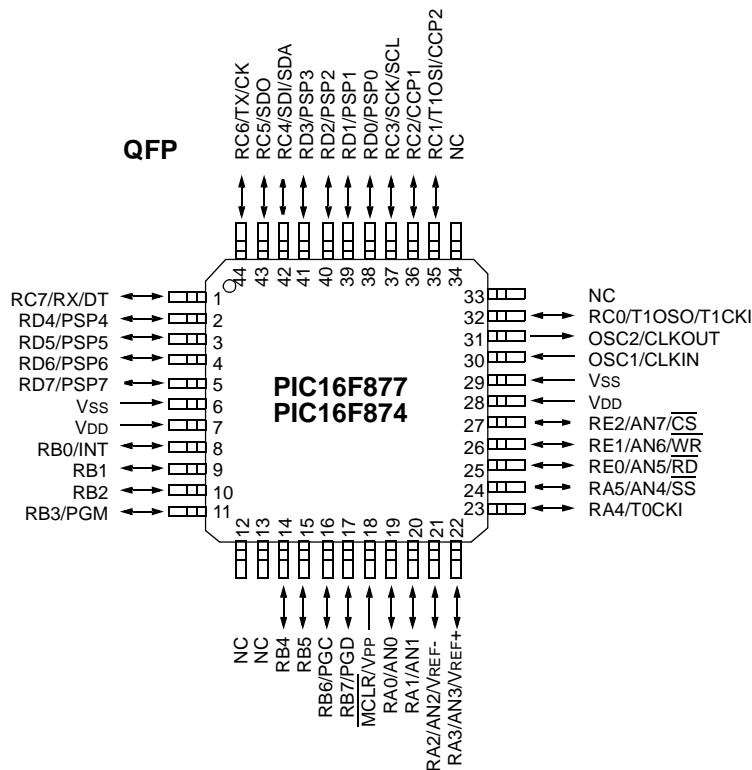 QFP
RC6/TX/CK
RC5/SDO
RC4/SDI/SDA
RD3/PSP3
RD2/PSP2
RD1/PSP1
RD0/PSP0
RC3/SCK/SCL
RC2/CCP1
RC1/T1OSI/CCP2
NC
44
43
42
41
40
39
38
37
36
35
34
RC7/RX/DT 1
RD4/PSP4 2
RD5/PSP5 3
RD6/PSP6 4
RD7/PSP7 5
VSS 6
VDD 7
RB0/INT 8
RB1 9
RB2 10
RB3/PGM 11
PIC16F877
PIC16F874
33 NC
32 RC0/T1OSO/T1CKI
31 OSC2/CLKOUT
30 OSC1/CLKIN
29 VSS
28 VDD
27 RE2/AN7/CS
26 RE1/AN6/WR
25 RE0/AN5/RD
24 RA5/AN4/SS
23 RA4/T0CKI
12
13
14
15
16
17
18
19
20
21
22
NC
NC
RB4
RB5
RB6/PGC
RB7/PGD
MCLR/VPP
RA0/AN0
RA1/AN1
RA2/AN2/VREF-
RA3/AN3/VREF+